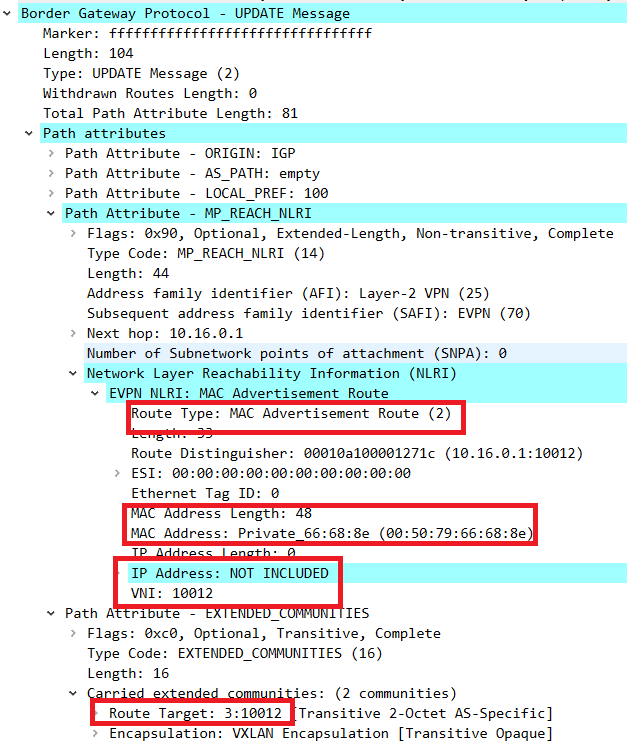 Border Gateway Protocol - UPDATE Message
Marker: ffffffffffffffffffffffffffffffff
Length: 104
Type: UPDATE Message (2)
Withdrawn Routes Length: 0
Total Path Attribute Length: 81
Path attributes
Path Attribute - ORIGIN: IGP
Path Attribute - AS_PATH: empty
Path Attribute - LOCAL_PREF: 100
Path Attribute - MP_REACH_NLRI
Flags: 0x90, Optional, Extended-Length, Non-transitive, Complete
Type Code: MP_REACH_NLRI (14)
Length: 44
Address family identifier (AFI): Layer-2 VPN (25)
Subsequent address family identifier (SAFI): EVPN (70)
Next hop: 10.16.0.1
Number of Subnetwork points of attachment (SNPA): 0
Network Layer Reachability Information (NLRI)
EVPN NLRI: MAC Advertisement Route
Route Type: MAC Advertisement Route (2)
Length: 33
Route Distinguisher: 00010a100001271c (10.16.0.1:10012)
ESI: 00:00:00:00:00:00:00:00:00:00
Ethernet Tag ID: 0
MAC Address Length: 48
MAC Address: Private_66:68:8e (00:50:79:66:68:8e)
IP Address Length: 0
IP Address: NOT INCLUDED
VNI: 10012
Path Attribute - EXTENDED_COMMUNITIES
Flags: 0xc0, Optional, Transitive, Complete
Type Code: EXTENDED_COMMUNITIES (16)
Length: 16
Carried extended communities: (2 communities)
Route Target: 3:10012 [Transitive 2-Octet AS-Specific]
Encapsulation: VXLAN Encapsulation [Transitive Opaque]